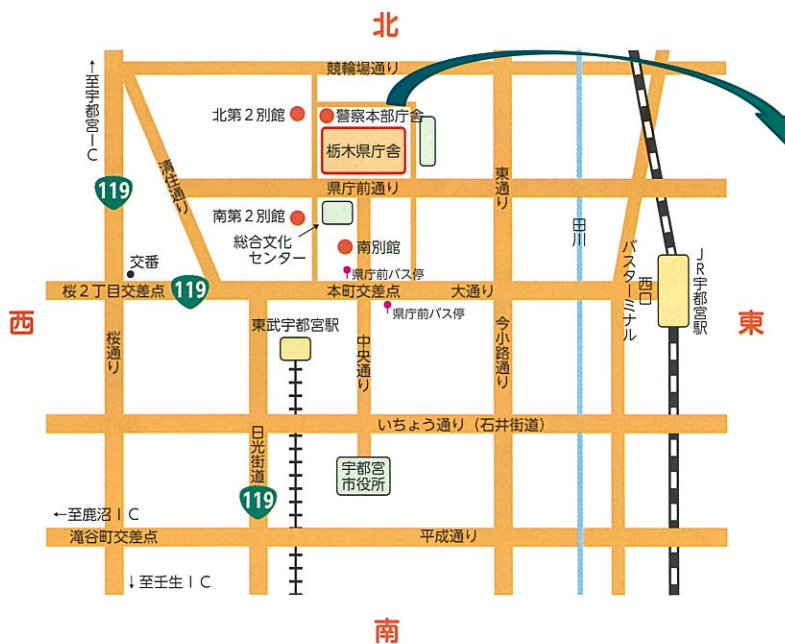 北
競輪場通り
←至宇都宮IC
北第2別館
警察本部庁舎
栃木県庁舎
清住通り
119
県庁前通り
東通り
南第2別館
総合文化
センター
南別館
田川
JR宇都宮駅
西口
バスターミナル
交番
県庁前バス停
桜2丁目交差点
119
本町交差点
大通り
県庁前バス停
西
東
東武宇都宮駅
桜通り
中央通り
今小路通り
いちょう通り(石井街道)
日光街道
宇都宮
市役所
119
←至鹿沼IC
滝谷町交差点
平成通り
↓至壬生IC
南